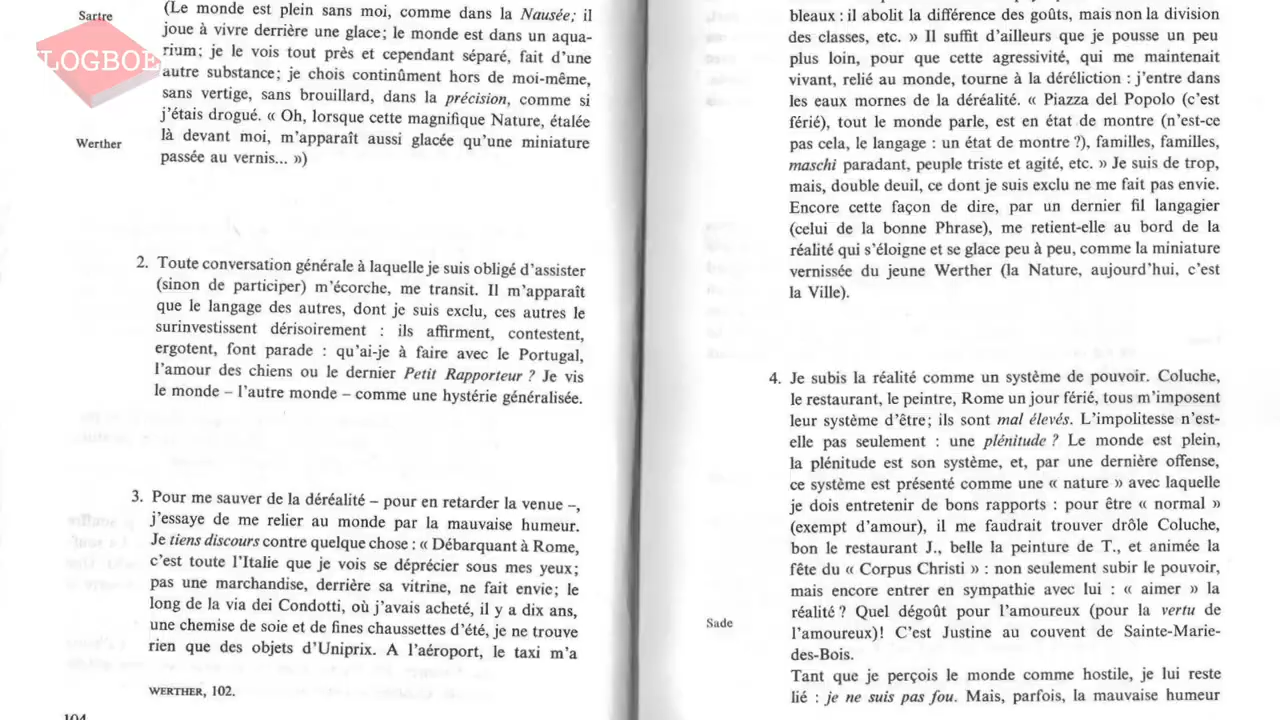 Sartre
(Le monde est plein sans moi, comme dans la Nausée; il
joue à vivre derrière une glace; le monde est dans un aqua-
rium; je le vois tout près et cependant séparé, fait d'une
LOGBOE
autre substance; je chois continûment hors de moi-même,
sans vertige, sans brouillard, dans la précision, comme si
j'étais drogué. « Oh, lorsque cette magnifique Nature, étalée
Werther
là devant moi, m'apparaît aussi glacée qu'une miniature
passée au vernis... »)
2. Toute conversation générale à laquelle je suis obligé d'assister
(sinon de participer) m'écorche, me transit. Il m'apparaît
que le langage des autres, dont je suis exclu, ces autres le
surinvestissent dérisoirement : ils affirment, contestent,
ergotent, font parade : qu'ai-je à faire avec le Portugal,
l'amour des chiens ou le dernier Petit Rapporteur ? Je vis
le monde – l'autre monde – comme une hystérie généralisée.
3. Pour me sauver de la déréalité – pour en retarder la venue –,
j'essaye de me relier au monde par la mauvaise humeur.
Je tiens discours contre quelque chose : « Débarquant à Rome,
c'est toute l'Italie que je vois se déprécier sous mes yeux;
pas une marchandise, derrière sa vitrine, ne fait envie; le
long de la via dei Condotti, où j'avais acheté, il y a dix ans,
une chemise de soie et de fines chaussettes d'été, je ne trouve
rien que des objets d'Uniprix. A l'aéroport, le taxi m'a
WERTHER, 102.
104
bleaux : il abolit la différence des goûts, mais non la division
des classes, etc. » Il suffit d'ailleurs que je pousse un peu
plus loin, pour que cette agressivité, qui me maintenait
vivant, relié au monde, tourne à la déréliction : j'entre dans
les eaux mornes de la déréalité. « Piazza del Popolo (c'est
férié), tout le monde parle, est en état de montre (n'est-ce
pas cela, le langage : un état de montre ?), familles, familles,
maschi paradant, peuple triste et agité, etc. » Je suis de trop,
mais, double deuil, ce dont je suis exclu ne me fait pas envie.
Encore cette façon de dire, par un dernier fil langagier
(celui de la bonne Phrase), me retient-elle au bord de la
réalité qui s'éloigne et se glace peu à peu, comme la miniature
vernissée du jeune Werther (la Nature, aujourd'hui, c'est
la Ville).
4. Je subis la réalité comme un système de pouvoir. Coluche,
le restaurant, le peintre, Rome un jour férié, tous m'imposent
leur système d'être; ils sont mal élevés. L'impolitesse n'est-
elle pas seulement : une plénitude ? Le monde est plein,
la plénitude est son système, et, par une dernière offense,
ce système est présenté comme une « nature » avec laquelle
je dois entretenir de bons rapports : pour être « normal »
(exempt d'amour), il me faudrait trouver drôle Coluche,
bon le restaurant J., belle la peinture de T., et animée la
fête du « Corpus Christi » : non seulement subir le pouvoir,
mais encore entrer en sympathie avec lui : « aimer » la
réalité ? Quel dégoût pour l'amoureux (pour la vertu de
Sade
l'amoureux)! C'est Justine au couvent de Sainte-Marie-
des-Bois.
Tant que je perçois le monde comme hostile, je lui reste
lié : je ne suis pas fou. Mais, parfois, la mauvaise humeur